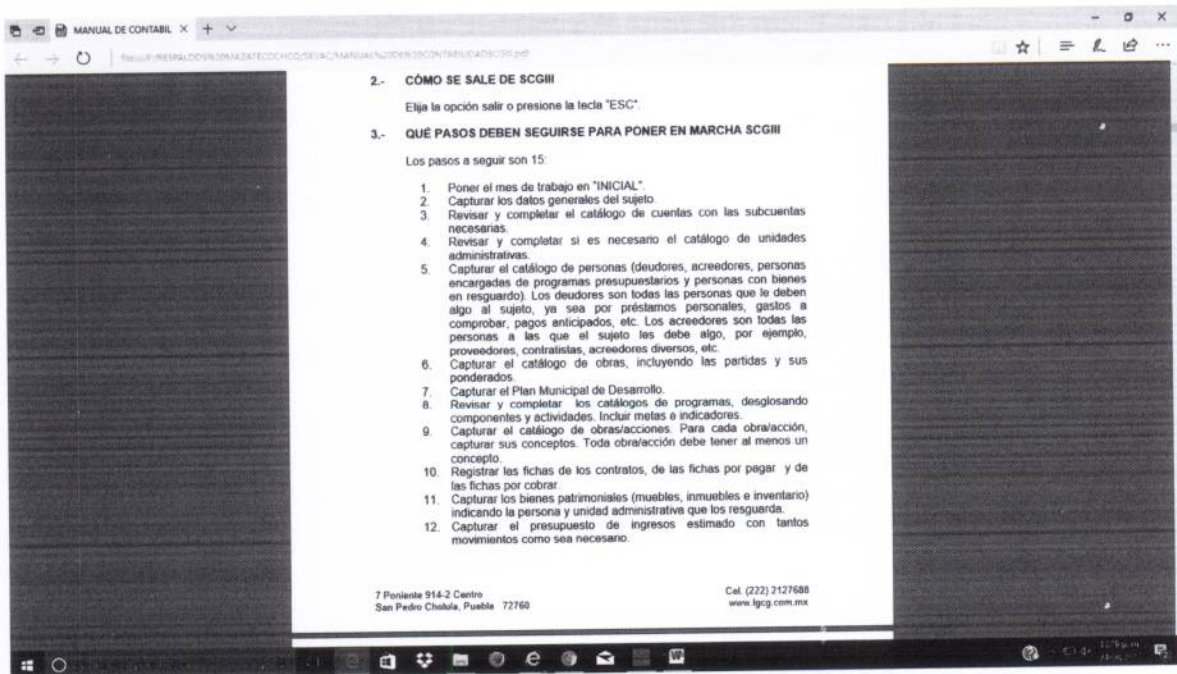 MANUAL DE CONTABIL
2.- CÓMO SE SALE DE SCGIII
Elija la opción salir o presione la tecla "ESC".
3.- QUÉ PASOS DEBEN SEGUIRSE PARA PONER EN MARCHA SCGIII
Los pasos a seguir son 15:
1. Poner el mes de trabajo en "INICIAL".
2. Capturar los datos generales del sujeto.
3. Revisar y completar el catálogo de cuentas con las subcuentas
necesarias.
4. Revisar y completar si es necesario el catálogo de unidades
administrativas.
5. Capturar el catálogo de personas (deudores, acreedores, personas
encargadas de programas presupuestarios y personas con bienes
en resguardo). Los deudores son todas las personas que le deben
algo al sujeto, ya sea por préstamos personales, gastos a
comprobar, pagos anticipados, etc. Los acreedores son todas las
personas a las que el sujeto les debe algo, por ejemplo,
proveedores, contratistas, acreedores diversos, etc.
6. Capturar el catálogo de obras, incluyendo las partidas y sus
ponderados.
7. Capturar el Plan Municipal de Desarrollo.
8. Revisar y completar los catálogos de programas, desglosando
componentes y actividades. Incluir metas e indicadores.
9. Capturar el catálogo de obras/acciones. Para cada obra/acción,
capturar sus conceptos. Toda obra/acción debe tener al menos un
concepto.
10. Registrar las fichas de los contratos, de las fichas por pagar y de
las fichas por cobrar.
11. Capturar los bienes patrimoniales (muebles, inmuebles e inventario)
indicando la persona y unidad administrativa que los resguarda.
12. Capturar el presupuesto de ingresos estimado con tantos
movimientos como sea necesario.
7 Poniente 914-2 Centro
San Pedro Cholula, Puebla 72760
Cel. (222) 2127688
www.lgcg.com.mx